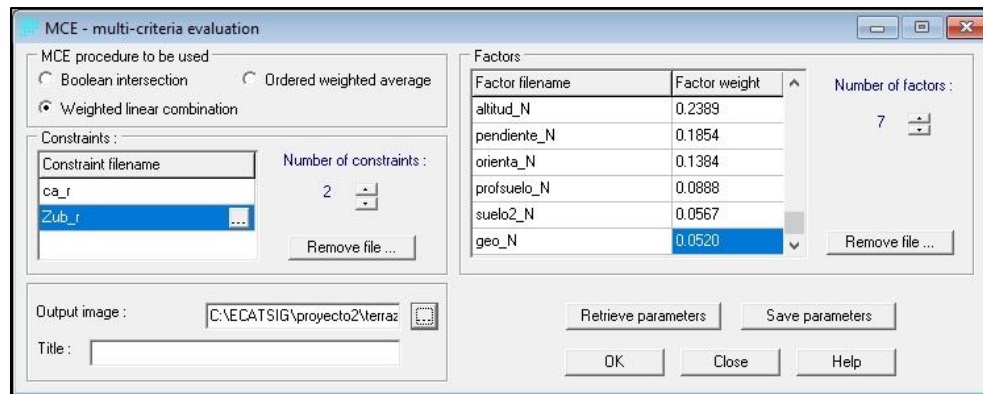 MCE - multi-criteria evaluation
MCE procedure to be used
Boolean intersection
Ordered weighted average
Weighted linear combination
Constraints :
Constraint filename
ca_r
Zub_r
...
Number of constraints :
2
Remove file ...
Factors
Factor filename Factor weight
altitud_N 0.2389
pendiente_N 0.1854
orienta_N 0.1384
profsuelo_N 0.0888
suelo2_N 0.0567
geo_N 0.0520
Number of factors :
7
Remove file ...
Output image : C:\ECATSIG\proyecto2\terraz
...
Title :
Retrieve parameters
Save parameters
OK
Close
Help